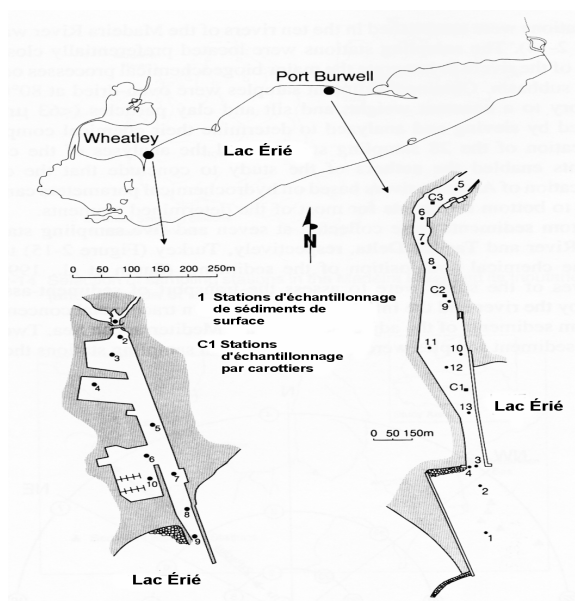 Port Burwell
Wheatley
Lac Érié
N
0 50 100 150 200 250m
1 Stations d'échantillonnage
de sédiments de
surface
C1 Stations
d'échantillonnage
par carottiers
1
2
3
4
5
6
7
8
9
10
Lac Érié
5
C3
6
7
8
C2
9
11
10
12
C1
13
Lac Érié
0 50 150m
3
4
2
1